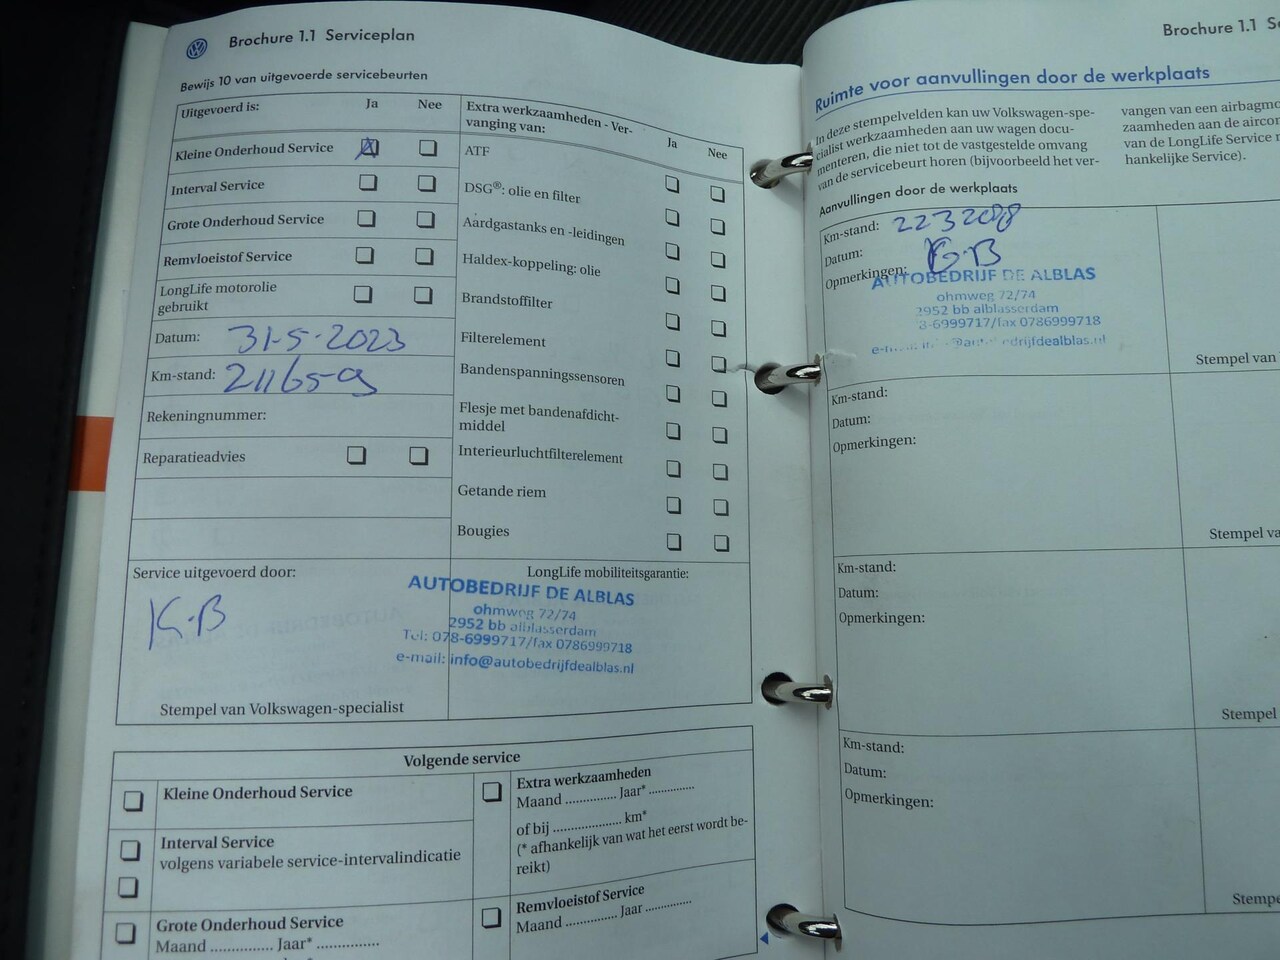 Brochure 1.1 Serviceplan
Bewijs 10 van uitgevoerde servicebeurten
Uitgevoerd is: Ja Nee
Kleine Onderhoud Service
Interval Service
Grote Onderhoud Service
Remvloeistof Service
LongLife motorolie
gebruikt
Datum: 31-5-2023
Km-stand: 211659
Rekeningnummer:
Reparatieadvies
Extra werkzaamheden - Ver-
vanging van: Ja Nee
ATF
DSG®: olie en filter
Aardgastanks en -leidingen
Haldex-koppeling: olie
Brandstoffilter
Filterelement
Bandenspanningssensoren
Flesje met bandenafdicht-
middel
Interieurluchtfilterelement
Getande riem
Bougies
Service uitgevoerd door:
K.B
Stempel van Volkswagen-specialist
LongLife mobiliteitsgarantie:
AUTOBEDRIJF DE ALBLAS
ohmweg 72/74
2952 bb alblasserdam
Tel: 078-6999717/fax 0786999718
e-mail: info@autobedrijfdealblas.nl
Volgende service
Kleine Onderhoud Service
Interval Service
volgens variabele service-intervalindicatie
Grote Onderhoud Service
Maand ............... Jaar* ...............
Extra werkzaamheden
Maand ............... Jaar* ...............
of bij .................... km*
(* afhankelijk van wat het eerst wordt be-
reikt)
Remvloeistof Service
Maand ............... Jaar ...............
Brochure 1.1
Ruimte voor aanvullingen door de werkplaats
In deze stempelvelden kan uw Volkswagen-spe-
cialist werkzaamheden aan uw wagen docu-
menteren, die niet tot de vastgestelde omvang
van de servicebeurt horen (bijvoorbeeld het ver-
vangen van een
zaamheden aan de
van de LongLife Service
hankelijke Service).
Aanvullingen door de werkplaats
Km-stand:
Datum: K.B
Opmerkingen:
AUTOBEDRIJF DE ALBLAS
ohmweg 72/74
2952 bb alblasserdam
8-6999717/fax 0786999718
Stempel van
Km-stand:
Datum:
Opmerkingen:
Stempel
Km-stand:
Datum:
Opmerkingen:
Stempel
Km-stand:
Datum:
Opmerkingen: